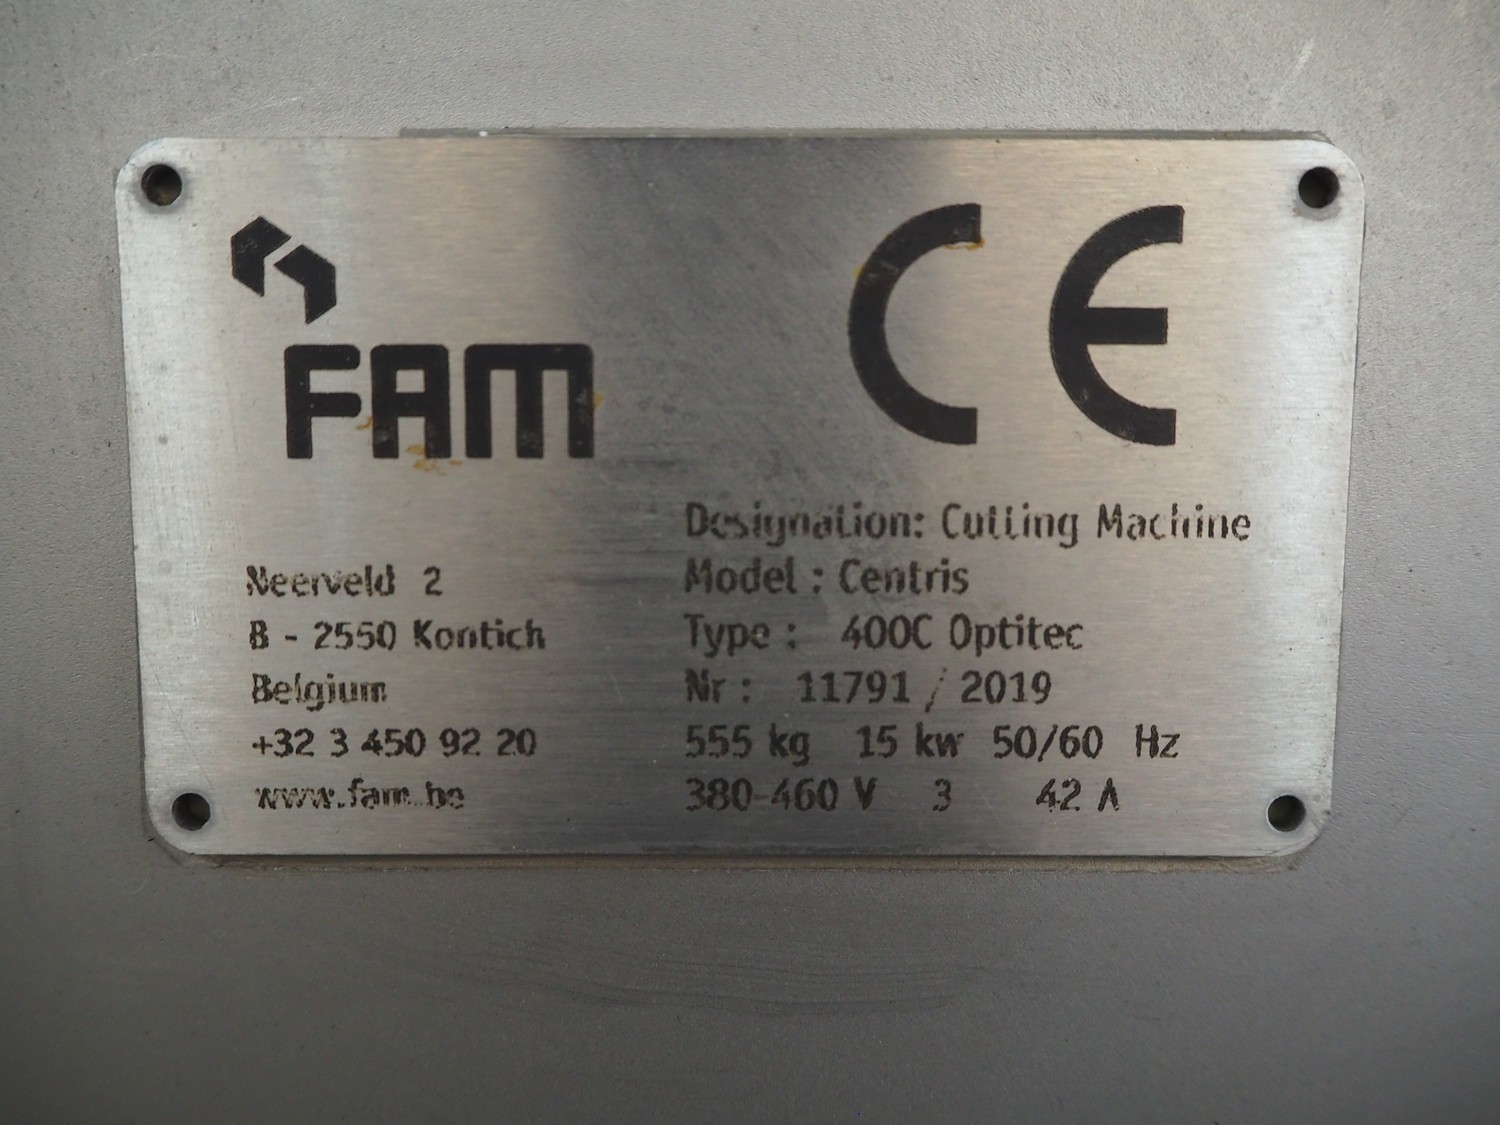 FAM
CE
Neerveld 2
B - 2550 Kontich
Belgium
+32 3 450 92 20
www.fam.be
Designation: Cutting Machine
Model : Centris
Type : 400C Optitec
Nr : 11791 / 2019
555 kg 15 kw 50/60 Hz
380-460 V 3 42 A